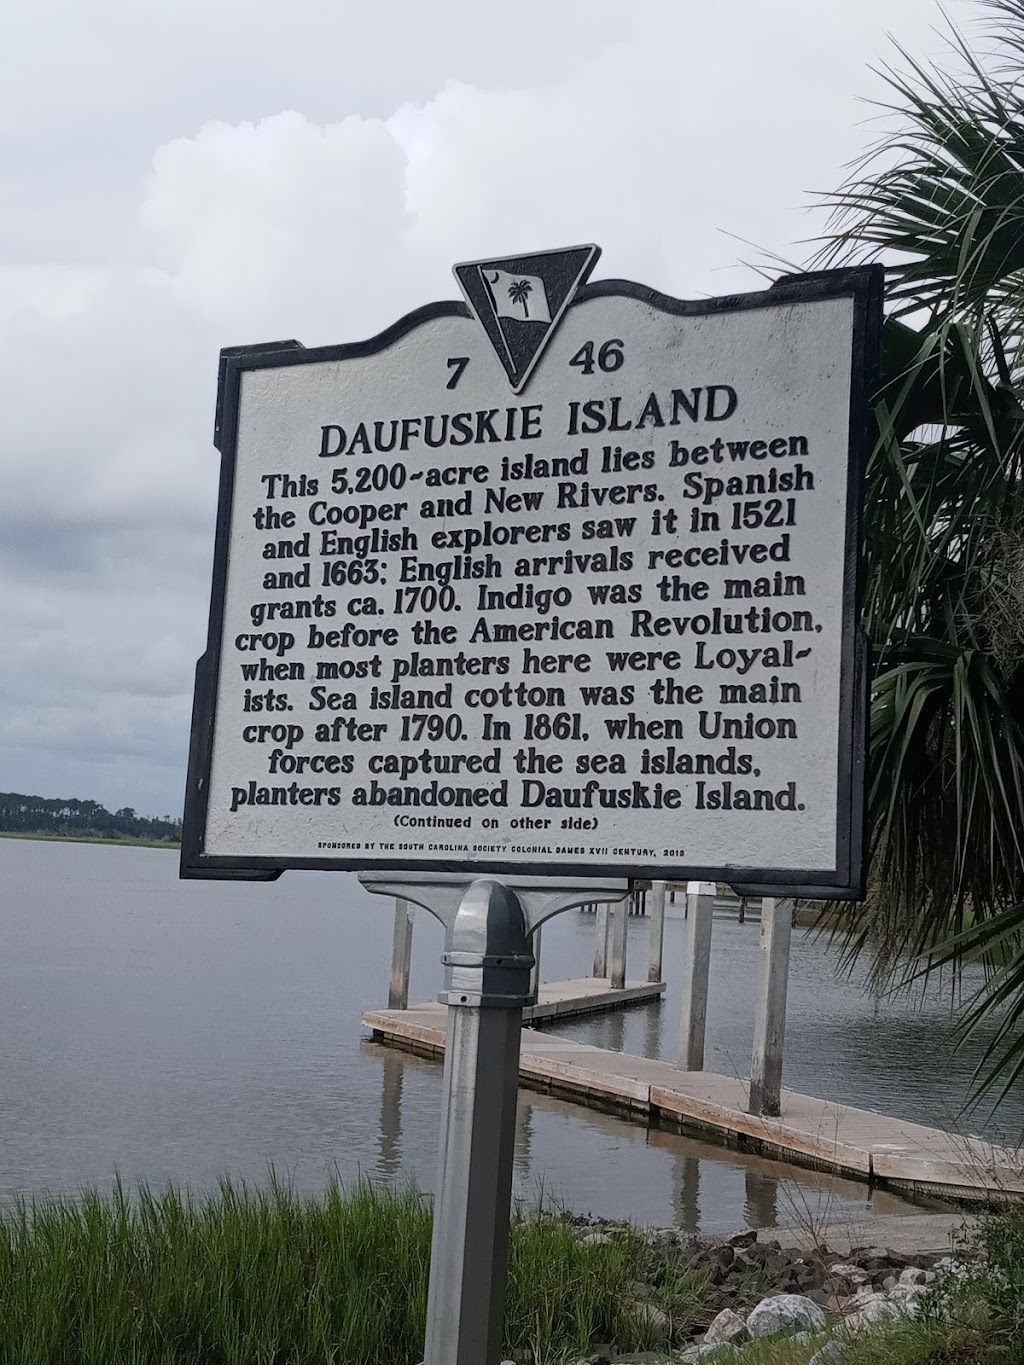 7 46
DAUFUSKIE ISLAND
This 5,200-acre island lies between
the Cooper and New Rivers. Spanish
and English explorers saw it in 1521
and 1663; English arrivals received
grants ca. 1700. Indigo was the main
crop before the American Revolution,
when most planters here were Loyal-
ists. Sea island cotton was the main
crop after 1790. In 1861, when Union
forces captured the sea islands,
planters abandoned Daufuskie Island.
(Continued on other side)
SPONSORED BY THE SOUTH CAROLINA SOCIETY COLONIAL DAMES XVII CENTURY, 2013